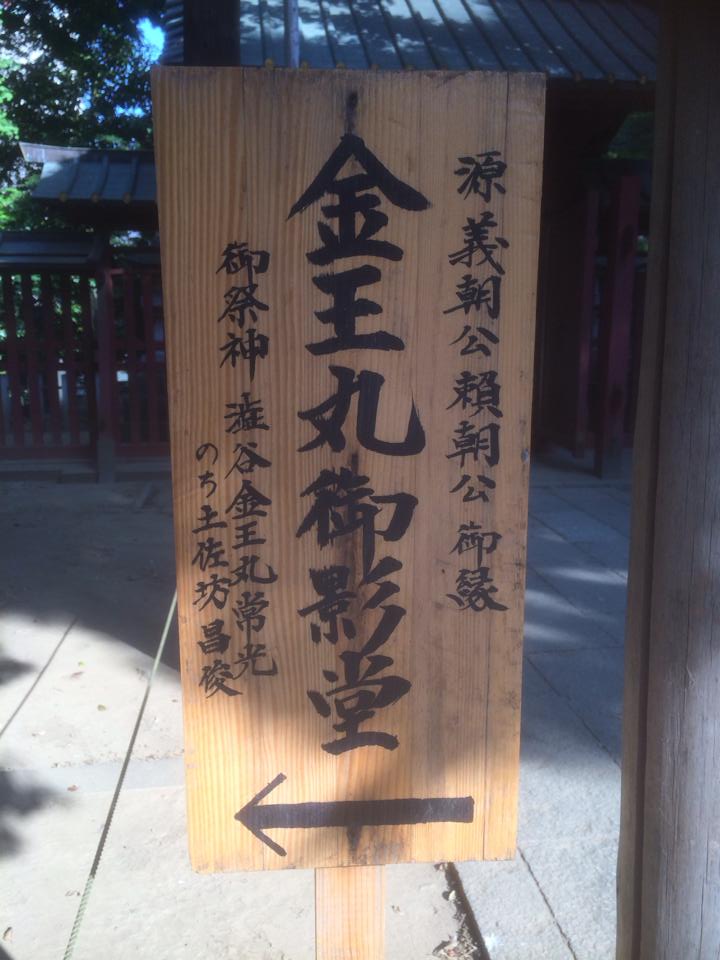 源義朝公頼朝公 御縁
金王丸御影堂
御祭神 澁谷金王丸常光
のち土佐坊昌俊